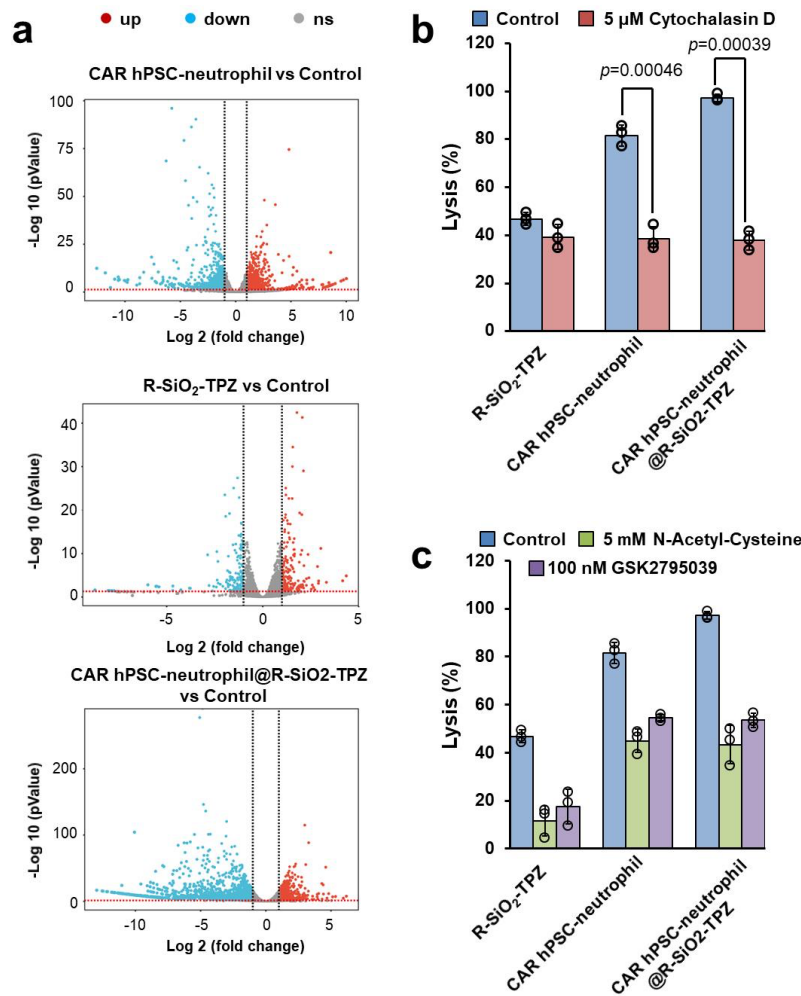 a
up down ns
CAR hPSC-neutrophil vs Control
100
75
50
25
0
-Log 10 (pValue)
-10 -5 0 5 10
Log 2 (fold change)
R-SiO₂-TPZ vs Control
40
30
20
10
0
-Log 10 (pValue)
-5 0 5
Log 2 (fold change)
CAR hPSC-neutrophil@R-SiO2-TPZ
vs Control
200
100
0
-Log 10 (pValue)
-10 -5 0 5
Log 2 (fold change)
b
Control 5 µM Cytochalasin D
120
100
80
60
40
20
0
Lysis (%)
p=0.00046
p=0.00039
R-SiO₂-TPZ
CAR hPSC-neutrophil
CAR hPSC-neutrophil
@R-SiO2-TPZ
c
Control 5 mM N-Acetyl-Cysteine
100 nM GSK2795039
120
100
80
60
40
20
0
Lysis (%)
R-SiO₂-TPZ
CAR hPSC-neutrophil
CAR hPSC-neutrophil
@R-SiO2-TPZ